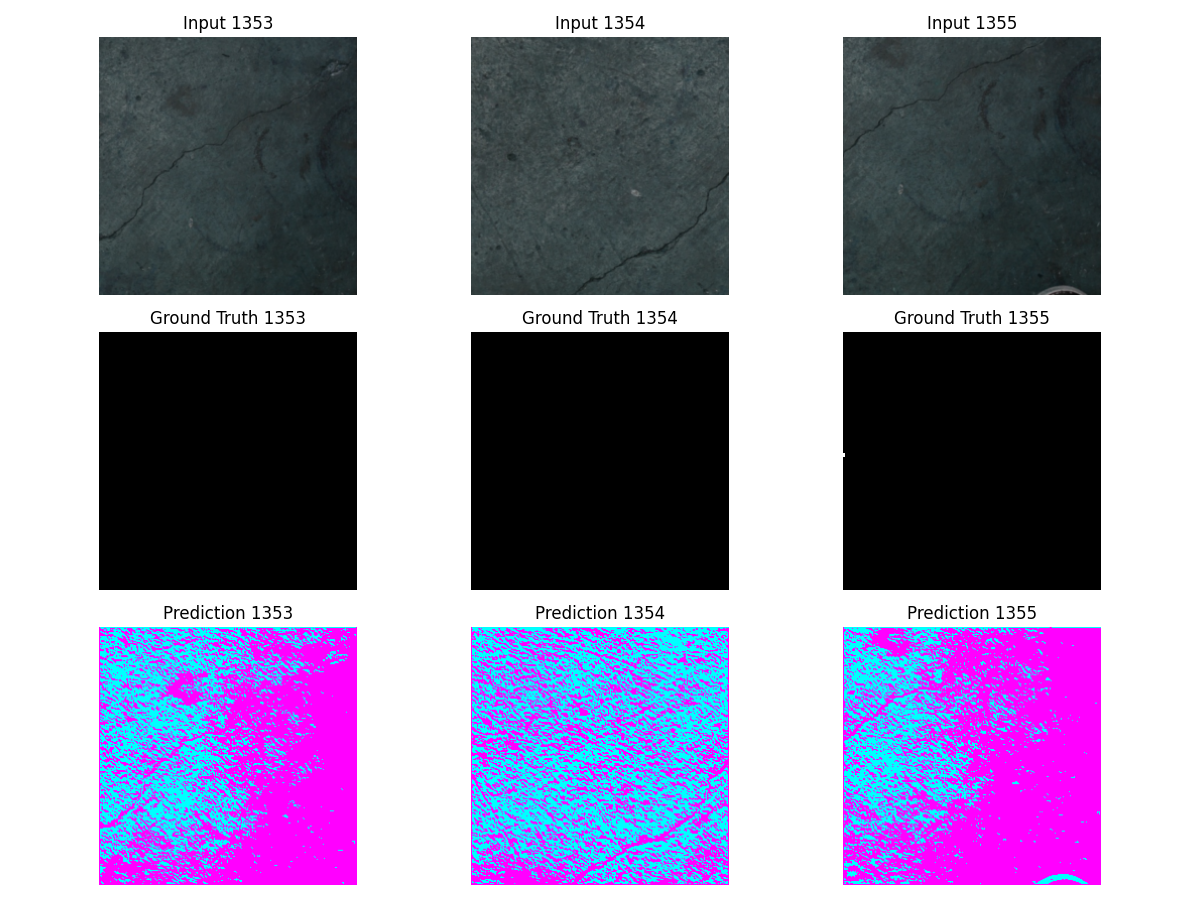 Input 1353
Input 1354
Input 1355
Ground Truth 1353
Ground Truth 1354
Ground Truth 1355
Prediction 1353
Prediction 1354
Prediction 1355